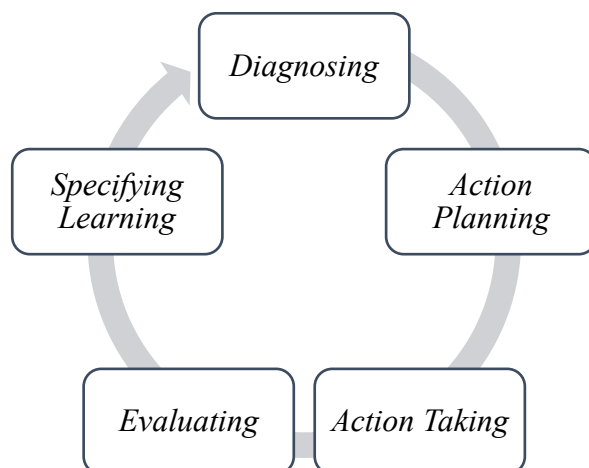 Diagnosing
Action
Planning
Action Taking
Evaluating
Specifying
Learning